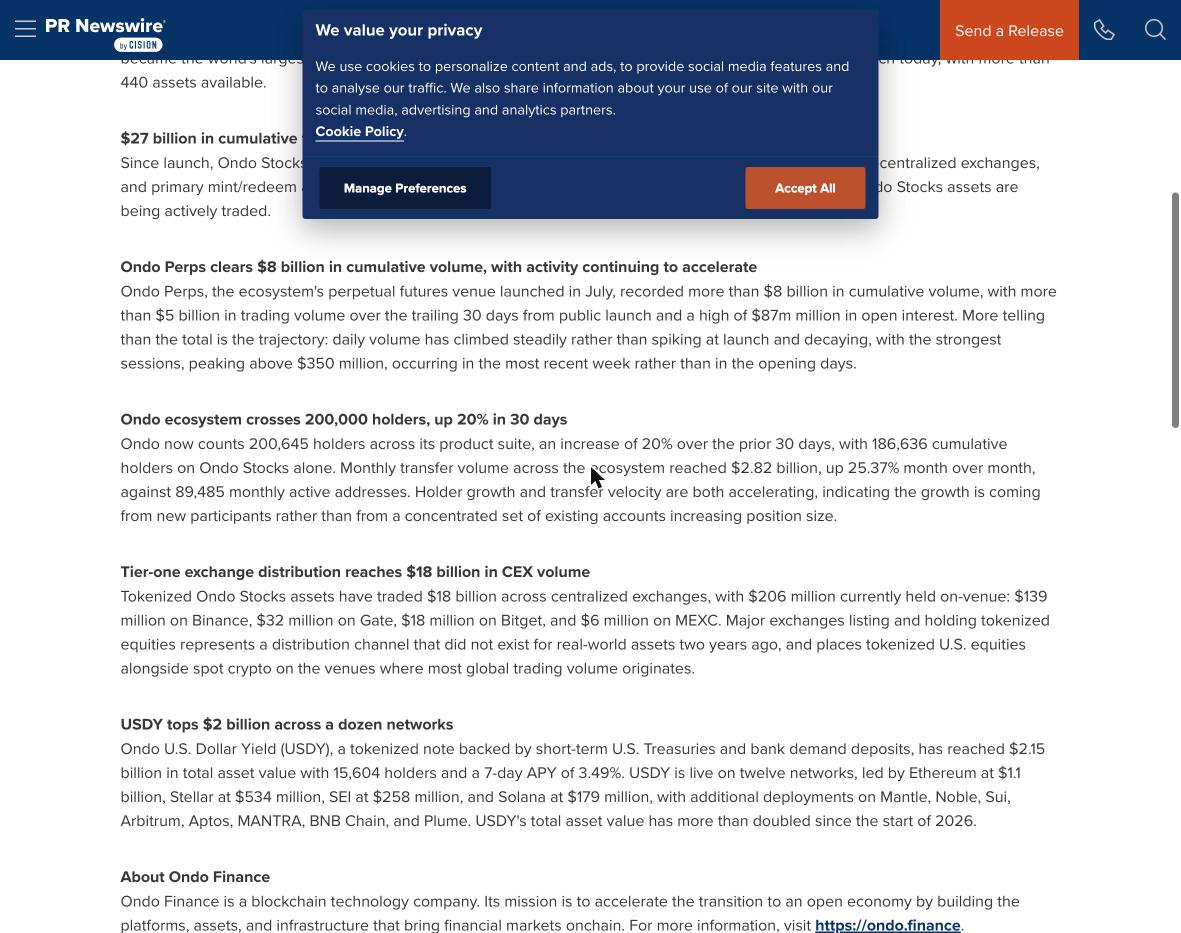 PR Newswire
by CISION
Send a Release
We value your privacy
We use cookies to personalize content and ads, to provide social media features and
to analyse our traffic. We also share information about your use of our site with our
social media, advertising and analytics partners.
Cookie Policy.
Manage Preferences
Accept All
became the world's larges
today, with more than
440 assets available.
$27 billion in cumulative
Since launch, Ondo Stocks
centralized exchanges,
and primary mint/redeem
Stocks assets are
being actively traded.
Ondo Perps clears $8 billion in cumulative volume, with activity continuing to accelerate
Ondo Perps, the ecosystem's perpetual futures venue launched in July, recorded more than $8 billion in cumulative volume, with more
than $5 billion in trading volume over the trailing 30 days from public launch and a high of $87m million in open interest. More telling
than the total is the trajectory: daily volume has climbed steadily rather than spiking at launch and decaying, with the strongest
sessions, peaking above $350 million, occurring in the most recent week rather than in the opening days.
Ondo ecosystem crosses 200,000 holders, up 20% in 30 days
Ondo now counts 200,645 holders across its product suite, an increase of 20% over the prior 30 days, with 186,636 cumulative
holders on Ondo Stocks alone. Monthly transfer volume across the ecosystem reached $2.82 billion, up 25.37% month over month,
against 89,485 monthly active addresses. Holder growth and transfer velocity are both accelerating, indicating the growth is coming
from new participants rather than from a concentrated set of existing accounts increasing position size.
Tier-one exchange distribution reaches $18 billion in CEX volume
Tokenized Ondo Stocks assets have traded $18 billion across centralized exchanges, with $206 million currently held on-venue: $139
million on Binance, $32 million on Gate, $18 million on Bitget, and $6 million on MEXC. Major exchanges listing and holding tokenized
equities represents a distribution channel that did not exist for real-world assets two years ago, and places tokenized U.S. equities
alongside spot crypto on the venues where most global trading volume originates.
USDY tops $2 billion across a dozen networks
Ondo U.S. Dollar Yield (USDY), a tokenized note backed by short-term U.S. Treasuries and bank demand deposits, has reached $2.15
billion in total asset value with 15,604 holders and a 7-day APY of 3.49%. USDY is live on twelve networks, led by Ethereum at $1.1
billion, Stellar at $534 million, SEI at $258 million, and Solana at $179 million, with additional deployments on Mantle, Noble, Sui,
Arbitrum, Aptos, MANTRA, BNB Chain, and Plume. USDY's total asset value has more than doubled since the start of 2026.
About Ondo Finance
Ondo Finance is a blockchain technology company. Its mission is to accelerate the transition to an open economy by building the
platforms, assets, and infrastructure that bring financial markets onchain. For more information, visit https://ondo.finance.